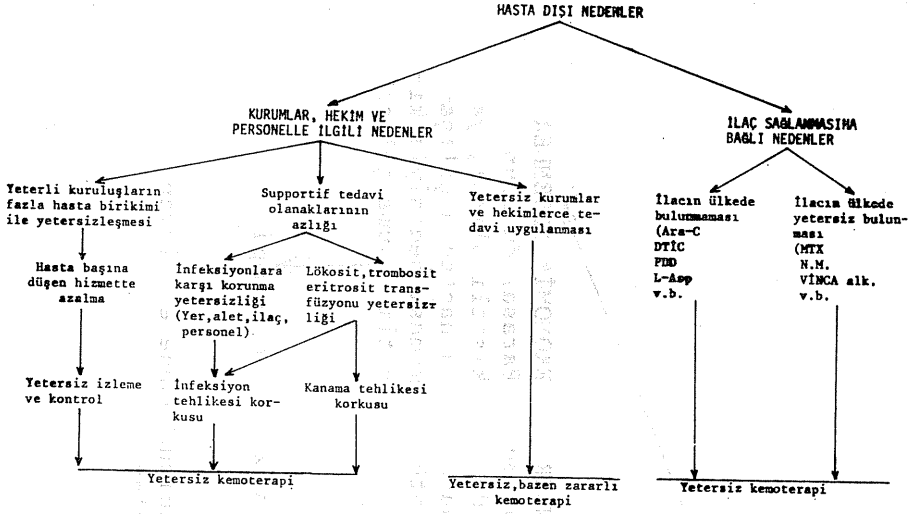 HASTA DIŞI NEDENLER
KURUMLAR, HEKİM VE
PERSONELLE İLGİLİ NEDENLER
İLAÇ SAĞLANMASINA
BAĞLI NEDENLER
Yeterli kuruluşların
fazla hasta birikimi
ile yetersizleşmesi
Supportif tedavi
olanaklarının
azlığı
Yetersiz kurumlar
ve hekimlerce te-
davi uygulanması
İlacın ülkede
bulunmaması
(Ara-C
DTİC
PDD
L-Asp
v.b.
İlacın ülkede
yetersiz bulun-
ması
(MTX
N.M.
VİNCA alk.
v.b.
Hasta başına
düşen hizmette
azalma
İnfeksiyonlara
karşı korunma
yetersizliği
(Yer,alet,ilaç,
personel)
Lökosit,trombosit
eritrosit trans-
füzyonu yetersiz-
liği
Yetersiz izleme
ve kontrol
İnfeksiyon
tehlikesi kor-
kusu
Kanama tehlikesi
korkusu
Yetersiz kemoterapi
Yetersiz,bazen zararlı
kemoterapi
Yetersiz kemoterapi